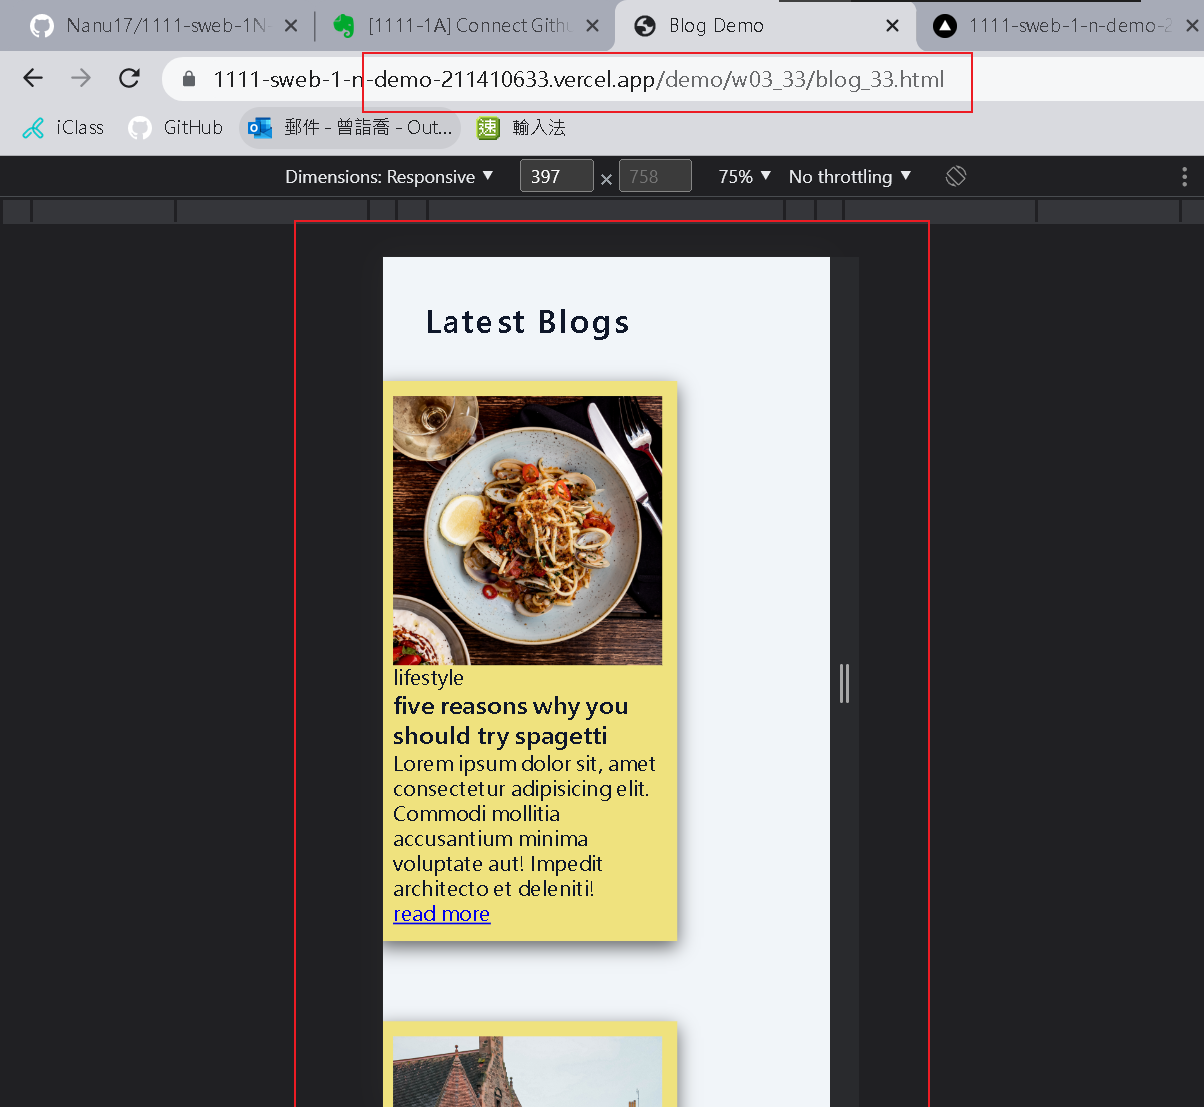 Nanu17/1111-sweb-1N-
[1111-1A] Connect Githu
Blog Demo
1111-sweb-1-n-demo-2
1111-sweb-1-n-demo-211410633.vercel.app/demo/w03_33/blog_33.html
iClass
GitHub
郵件 - 曾詣喬 - Out...
速
輸入法
Dimensions: Responsive
397
×
758
75%
No throttling
Latest Blogs
lifestyle
five reasons why you
should try spagetti
Lorem ipsum dolor sit, amet
consectetur adipisicing elit.
Commodi mollitia
accusantium minima
voluptate aut! Impedit
architecto et deleniti!
read more